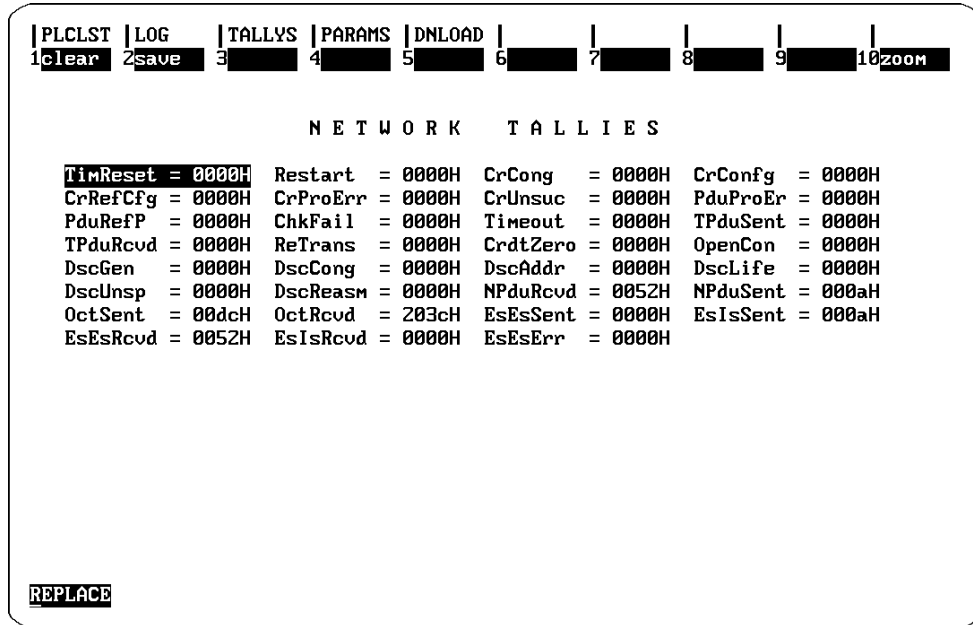 |PLCLST |LOG |TALLYS |PARAMS |DNLOAD | | | |
1clear 2save 3 4 5 6 7 8 9 10zoom
N E T W O R K T A L L I E S
TimReset = 0000H Restart = 0000H CrCong = 0000H CrConfg = 0000H
CrRefCfg = 0000H CrProErr = 0000H CrUnsuc = 0000H PduProEr = 0000H
PduRefP = 0000H ChkFail = 0000H Timeout = 0000H TPduSent = 0000H
TPduRcvd = 0000H ReTrans = 0000H CrdtZero = 0000H OpenCon = 0000H
DscGen = 0000H DscCong = 0000H DscAddr = 0000H DscLife = 0000H
DscUnsp = 0000H DscReasm = 0000H NPduRcvd = 0052H NPduSent = 000aH
OctSent = 00dcH OctRcvd = 203cH EsEsSent = 0000H EsIsSent = 000aH
EsEsRcvd = 0052H EsIsRcvd = 0000H EsEsErr = 0000H
REPLACE